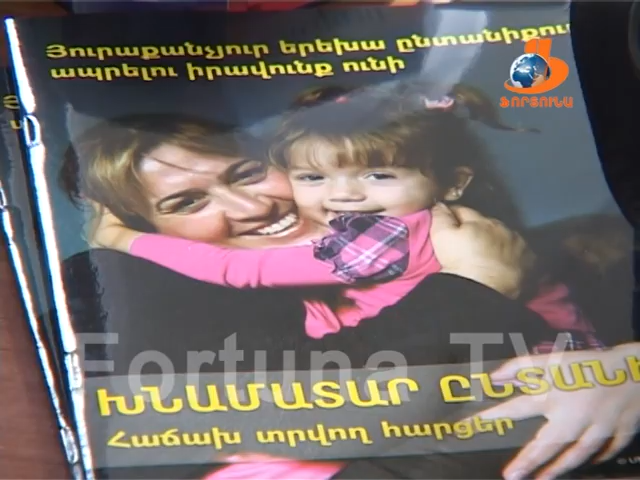 Յուրաքանչյուր երեխա ընտանիքում
ապրելու իրավունք ունի
ՖՈՐՏՈՒՆԱ
Fortuna TV
ԽՆԱՄԱՏԱՐ ԸՆՏԱՆԻ
Հաճախ տրվող հարցեր